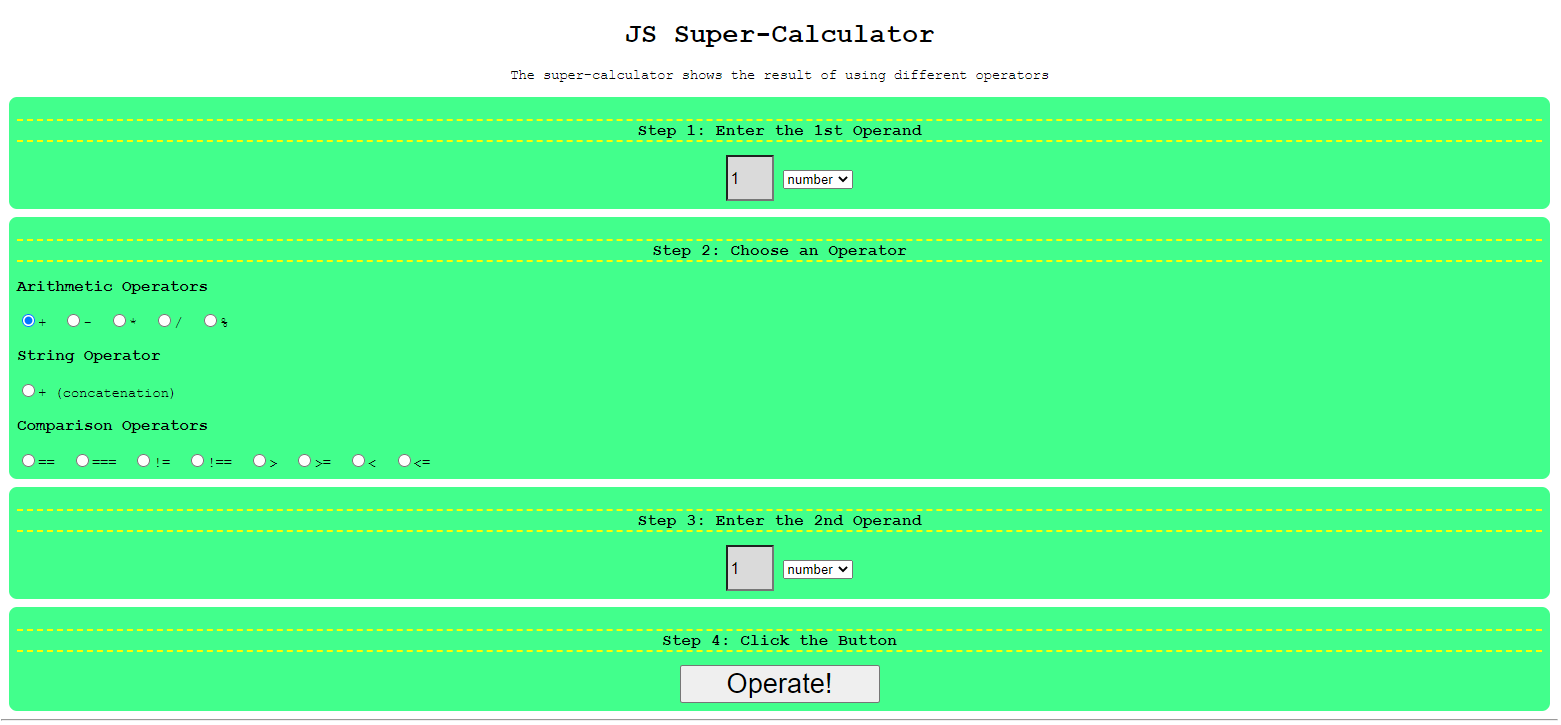 JS Super-Calculator
The super-calculator shows the result of using different operators
Step 1: Enter the 1st Operand
1 number
Step 2: Choose an Operator
Arithmetic Operators
+ - * / %
String Operator
+ (concatenation)
Comparison Operators
== === != !== > >= < <=
Step 3: Enter the 2nd Operand
1 number
Step 4: Click the Button
Operate!